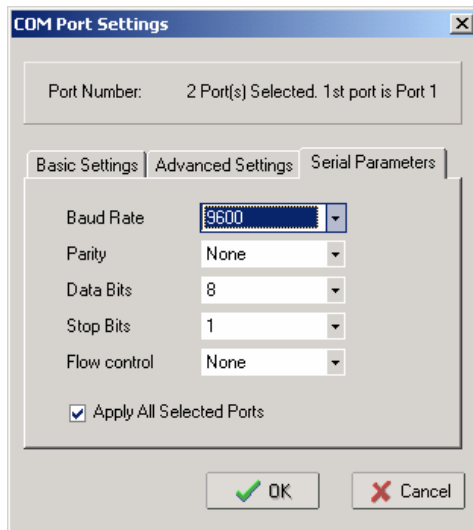 COM Port Settings
Port Number: 2 Port(s) Selected. 1st port is Port 1
Basic Settings Advanced Settings Serial Parameters
Baud Rate 9600
Parity None
Data Bits 8
Stop Bits 1
Flow control None
Apply All Selected Ports
OK Cancel